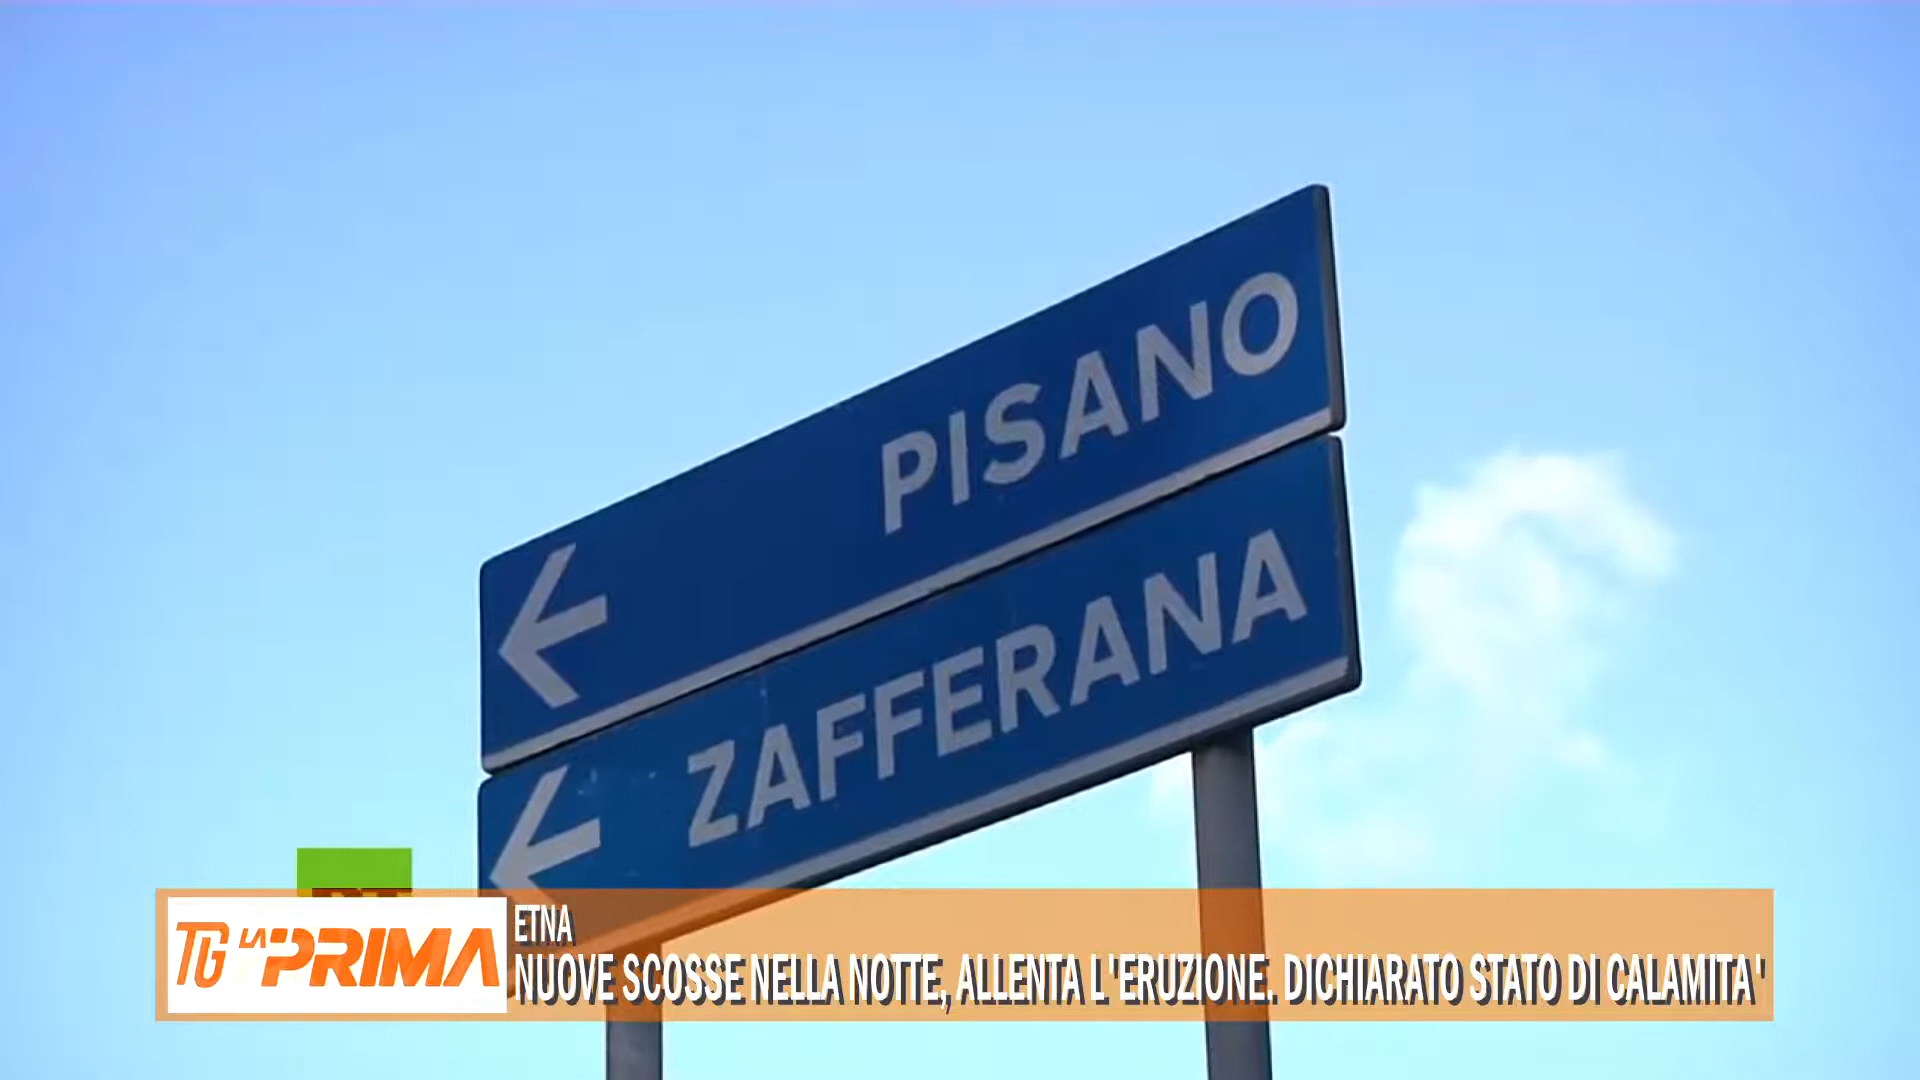 PISANO
ZAFFERANA
TG LA PRIMA
ETNA
NUOVE SCOSSE NELLA NOTTE, ALLENTA L'ERUZIONE. DICHIARATO STATO DI CALAMITA'